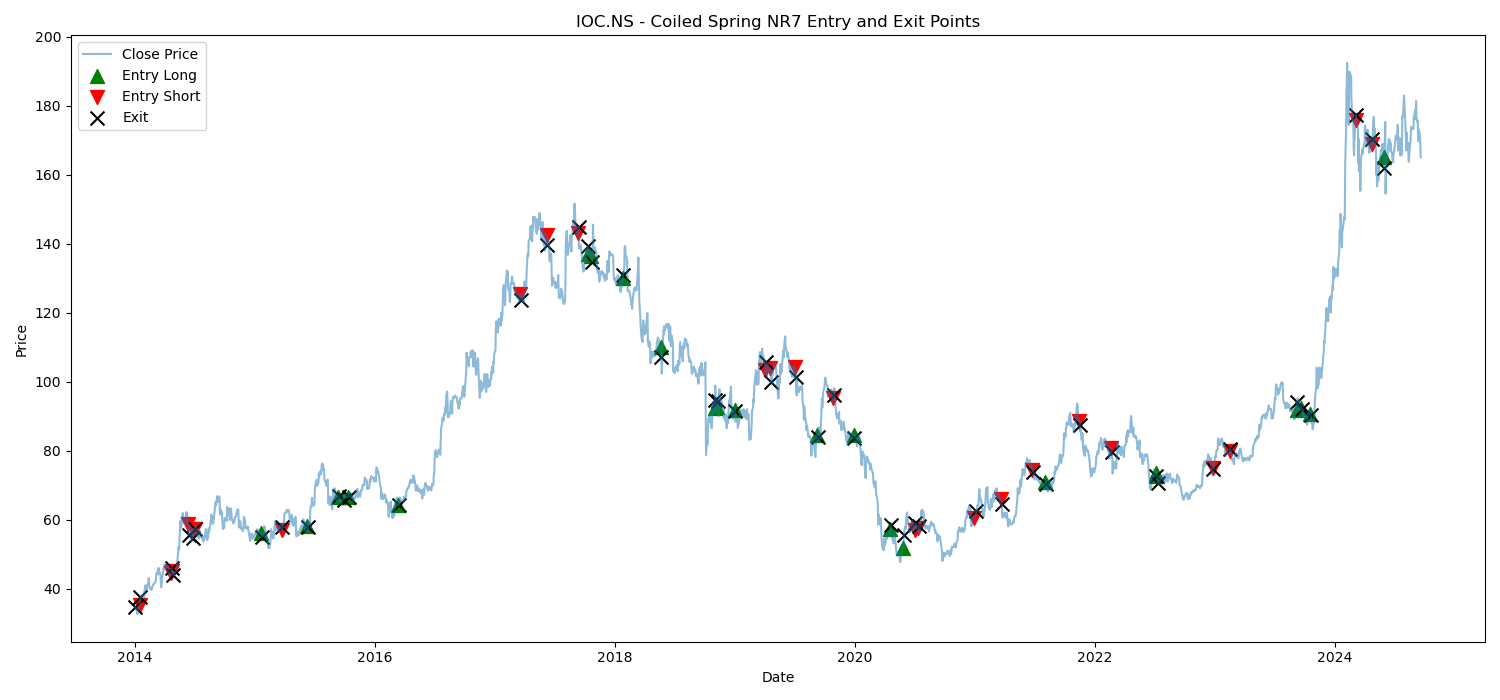 IOC.NS - Coiled Spring NR7 Entry and Exit Points
Close Price
Entry Long
Entry Short
Exit
Price
200
180
160
140
120
100
80
60
40
2014
2016
2018
2020
2022
2024
Date